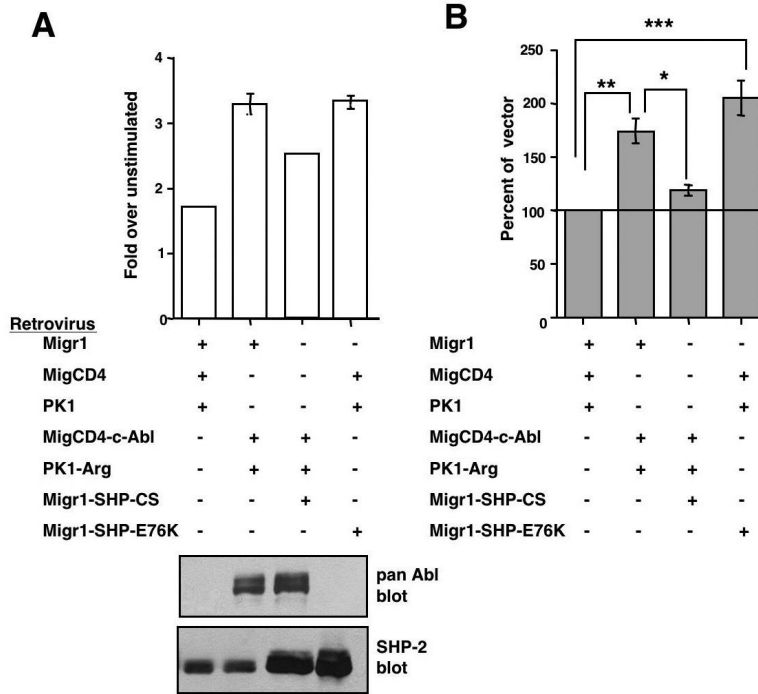 A
Fold over unstimulated
4
3
2
1
0
Retrovirus
Migr1 + + - -
MigCD4 + - - +
PK1 + - - +
MigCD4-c-Abl - + + -
PK1-Arg - + + -
Migr1-SHP-CS - - + -
Migr1-SHP-E76K - - - +
pan Abl
blot
SHP-2
blot
B
Percent of vector
250
200
150
100
50
0
***
**
*
Migr1 + + - -
MigCD4 + - - +
PK1 + - - +
MigCD4-c-Abl - + + -
PK1-Arg - + + -
Migr1-SHP-CS - - + -
Migr1-SHP-E76K - - - +